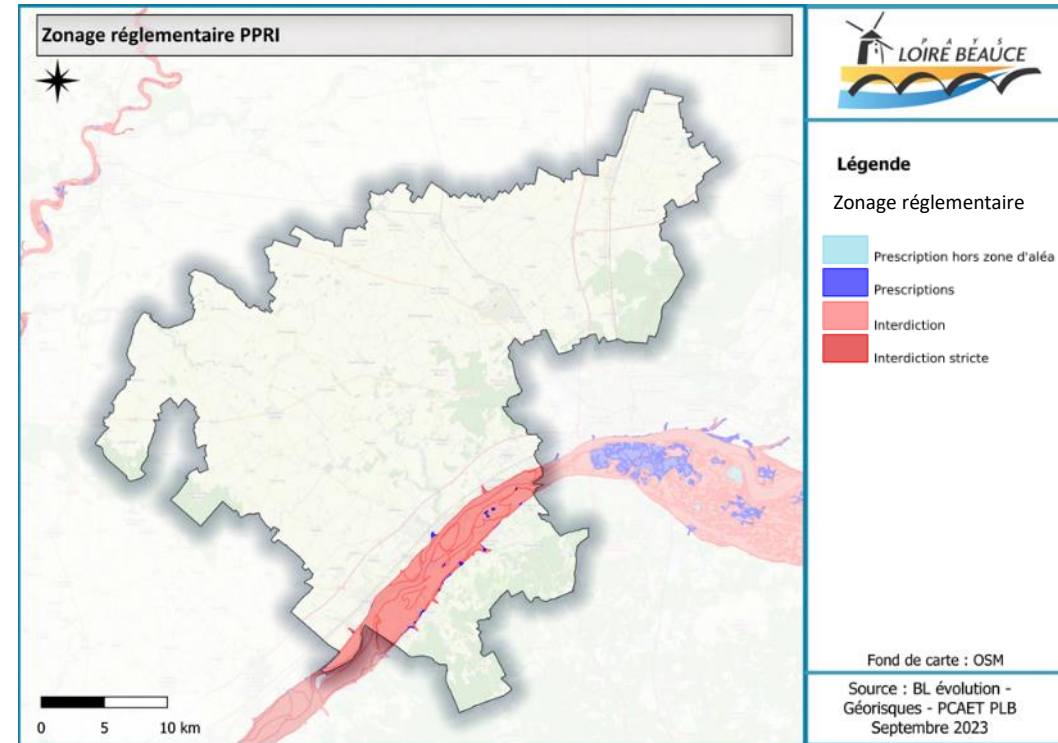 Zonage réglementaire PPRI
PAYS
LOIRE BEAUCE
Légende
Zonage réglementaire
Prescription hors zone d'aléa
Prescriptions
Interdiction
Interdiction stricte
0 5 10 km
Fond de carte : OSM
Source : BL évolution -
Géorisques - PCAET PLB
Septembre 2023